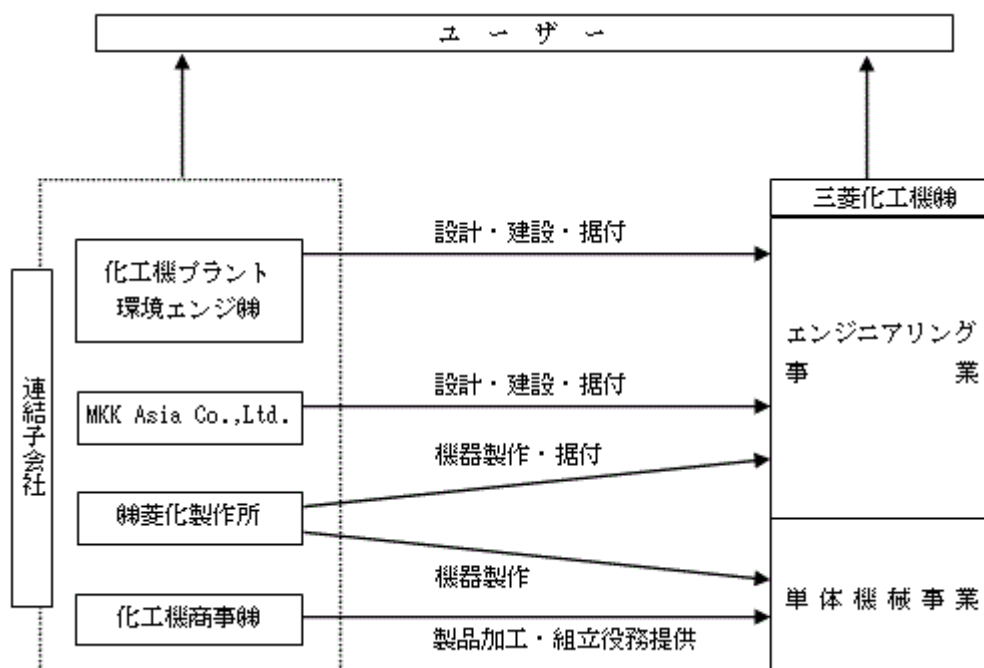 ユーザー
三菱化工機㈱
設計・建設・据付
化工機プラント
環境エンジ㈱
エンジニアリング
事業
連結子会社
設計・建設・据付
MKK Asia Co.,Ltd.
機器製作・据付
㈱菱化製作所
機器製作
単体機械事業
化工機商事㈱
製品加工・組立役務提供